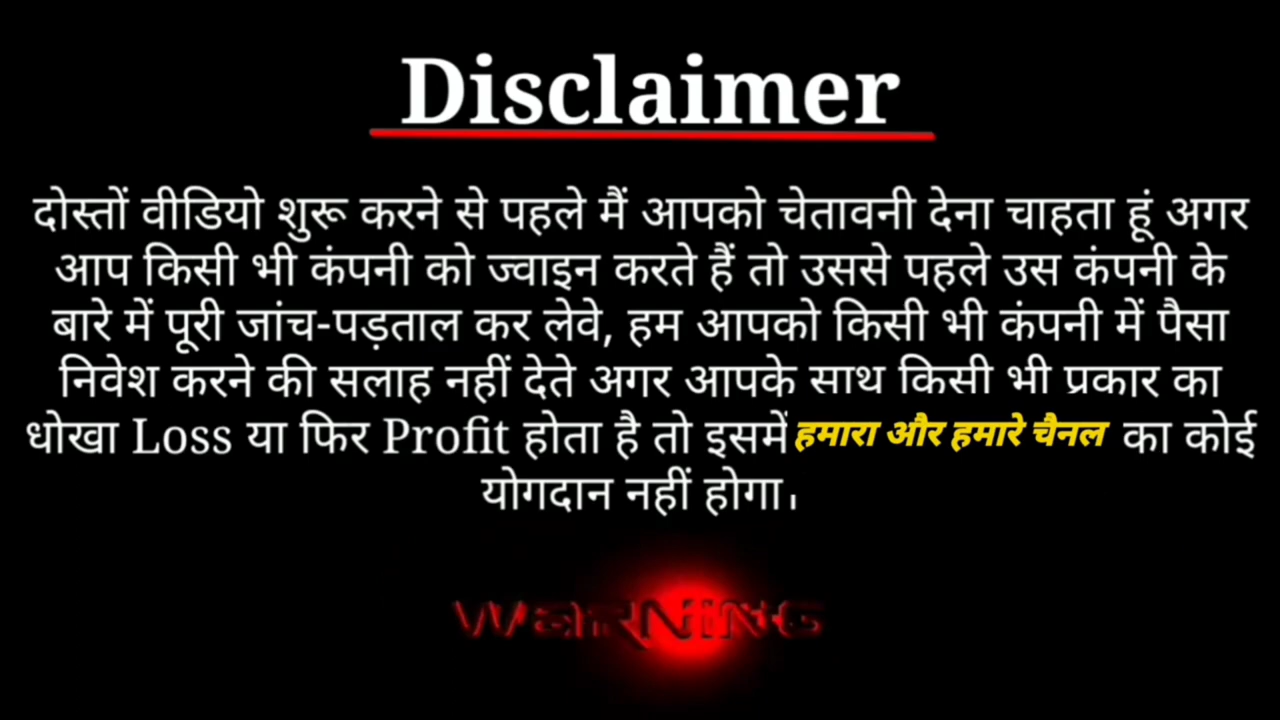 Disclaimer
दोस्तों वीडियो शुरू करने से पहले मैं आपको चेतावनी देना चाहता हूं अगर
आप किसी भी कंपनी को ज्वाइन करते हैं तो उससे पहले उस कंपनी के
बारे में पूरी जांच-पड़ताल कर लेवे, हम आपको किसी भी कंपनी में पैसा
निवेश करने की सलाह नहीं देते अगर आपके साथ किसी भी प्रकार का
धोखा Loss या फिर Profit होता है तो इसमें हमारा और हमारे चैनल का कोई
योगदान नहीं होगा।
WARNING